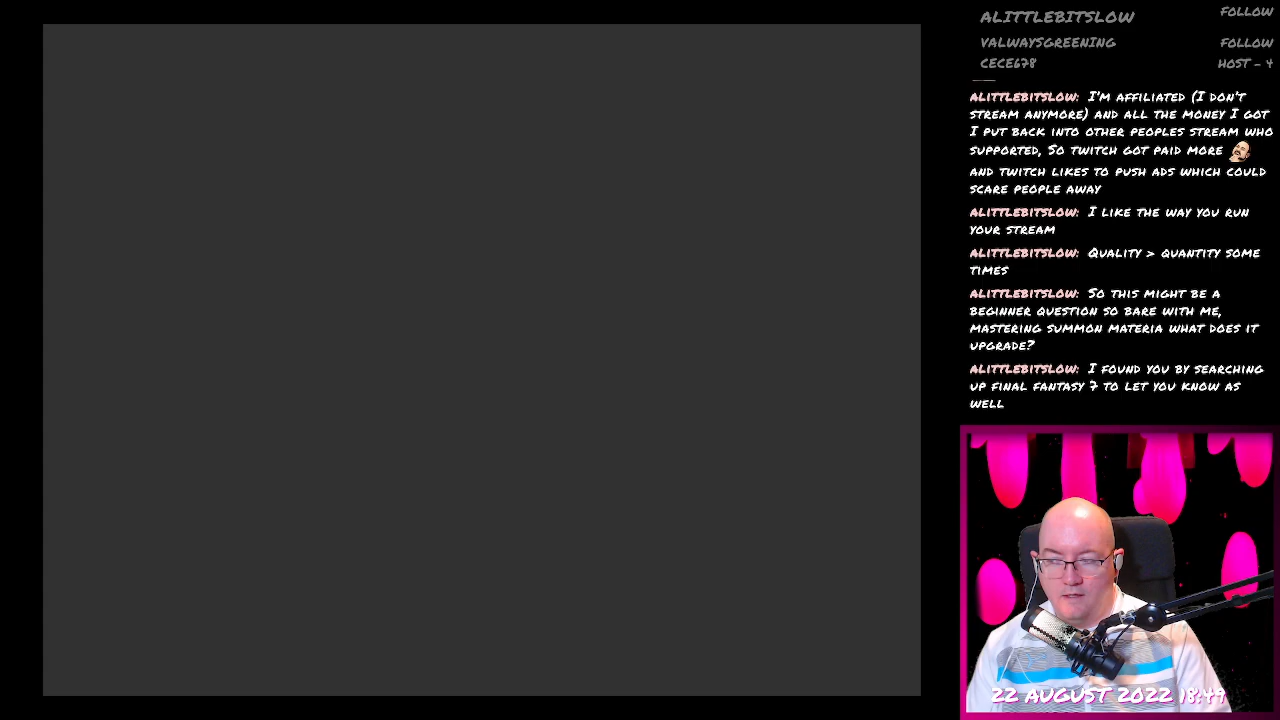 ALITTLEBITSLOW FOLLOW
VALWAYSGREENING FOLLOW
CECE678 HOST - 4
ALITTLEBITSLOW: I'M AFFILIATED (I DON'T
STREAM ANYMORE) AND ALL THE MONEY I GOT
I PUT BACK INTO OTHER PEOPLES STREAM WHO
SUPPORTED, SO TWITCH GOT PAID MORE
AND TWITCH LIKES TO PUSH ADS WHICH COULD
SCARE PEOPLE AWAY
ALITTLEBITSLOW: I LIKE THE WAY YOU RUN
YOUR STREAM
ALITTLEBITSLOW: QUALITY > QUANTITY SOME
TIMES
ALITTLEBITSLOW: SO THIS MIGHT BE A
BEGINNER QUESTION SO BARE WITH ME,
MASTERING SUMMON MATERIA WHAT DOES IT
UPGRADE?
ALITTLEBITSLOW: I FOUND YOU BY SEARCHING
UP FINAL FANTASY 7 TO LET YOU KNOW AS
WELL
22 AUGUST 2022 18:49